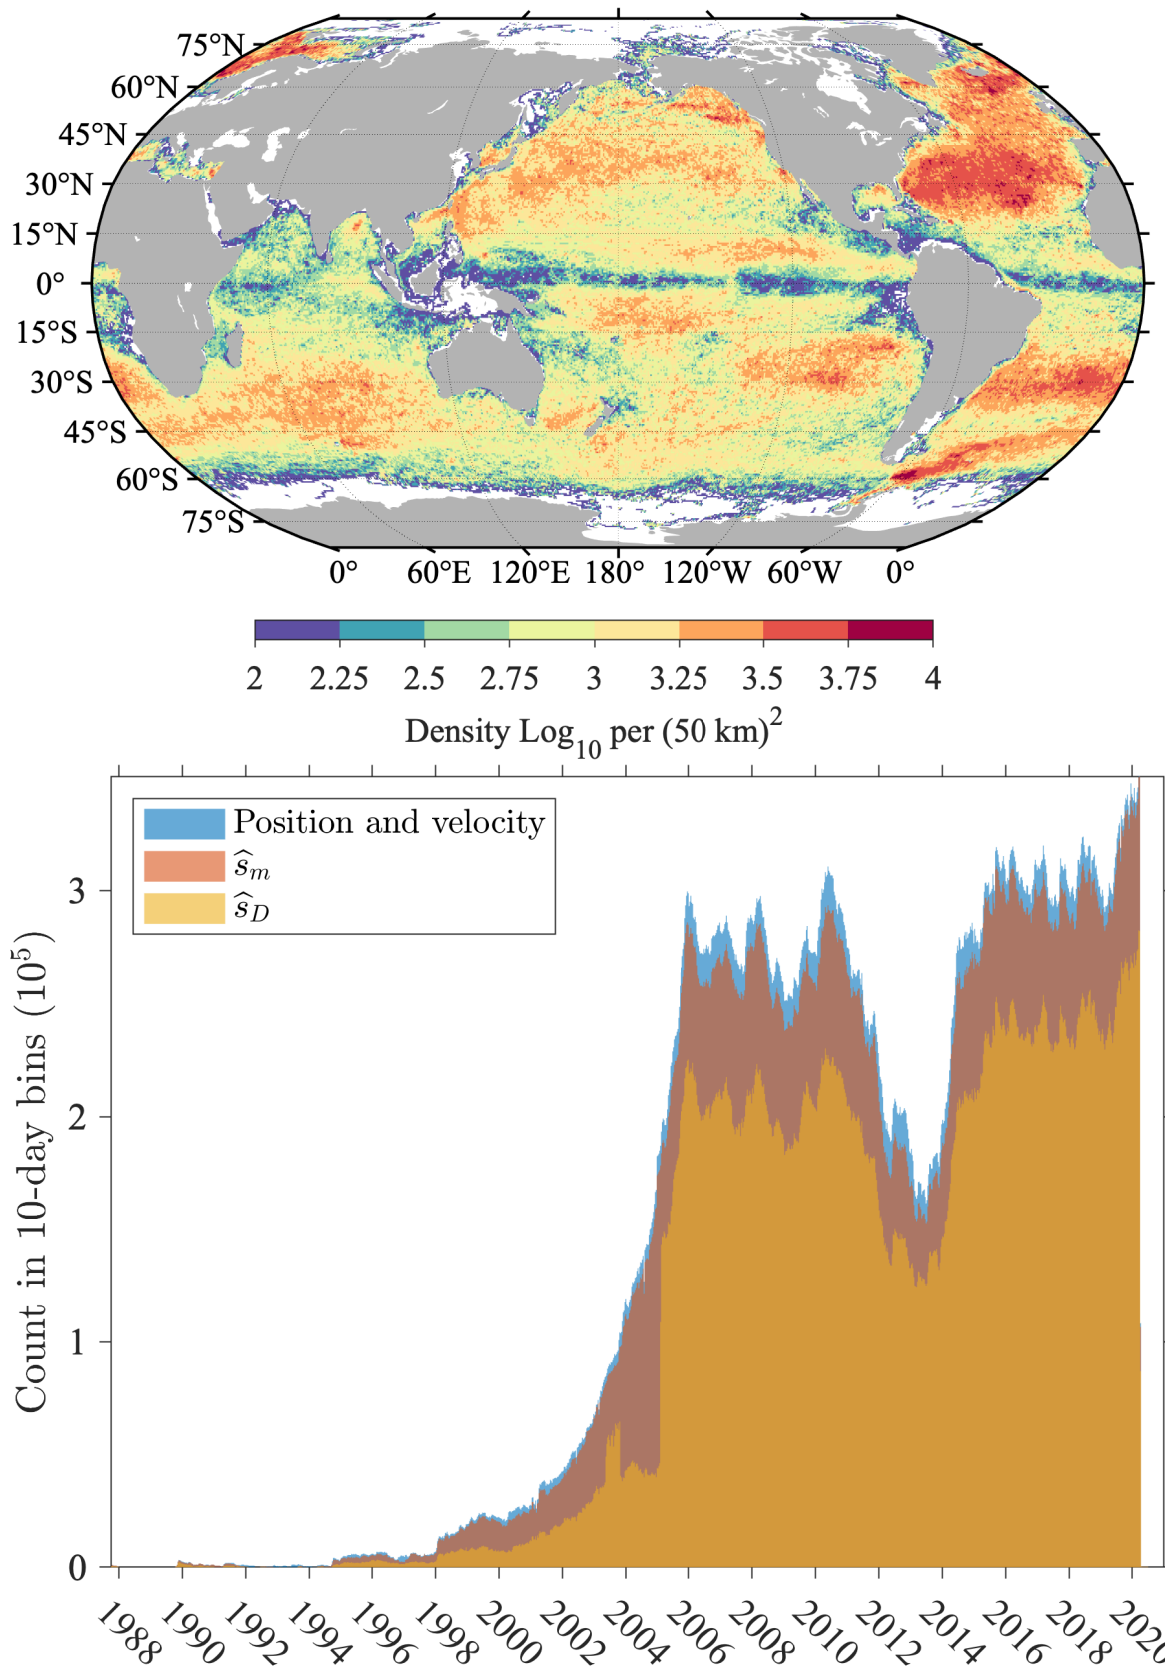 75°N
60°N
45°N
30°N
15°N
0°
15°S
30°S
45°S
60°S
75°S
0° 60°E 120°E 180° 120°W 60°W 0°
2 2.25 2.5 2.75 3 3.25 3.5 3.75 4
Density Log₁₀ per (50 km)²
Position and velocity
ŝₘ
ŝ_D
Count in 10-day bins (10⁵)
3
2
1
0
1988 1990 1992 1994 1996 1998 2000 2002 2004 2006 2008 2010 2012 2014 2016 2018 2020